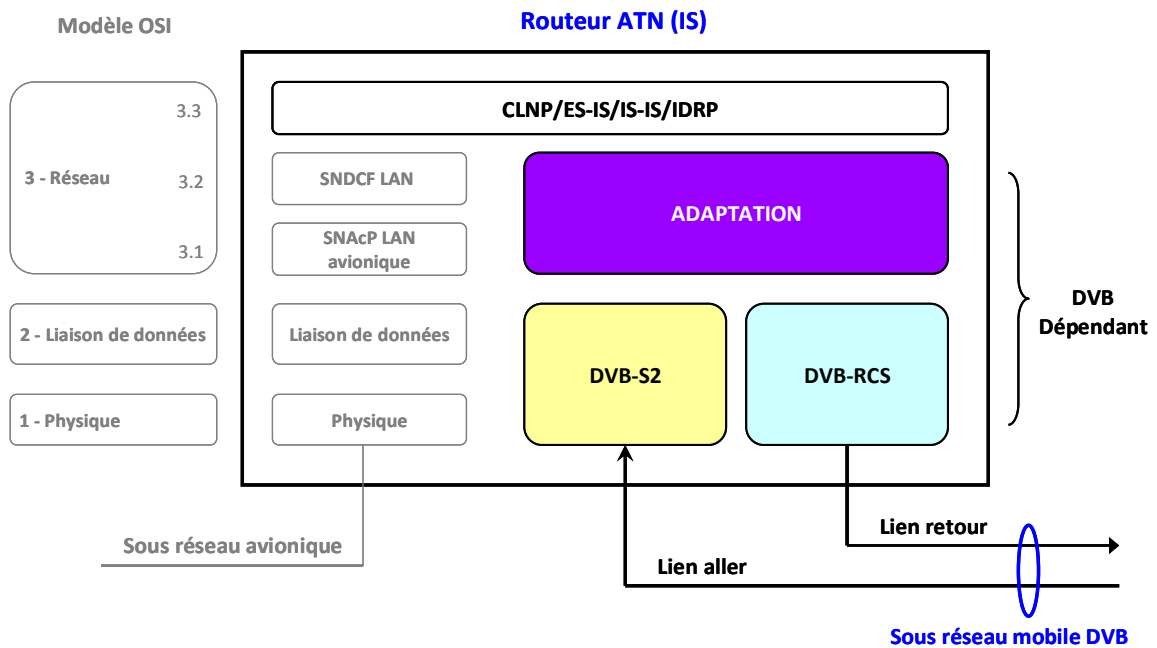 Modèle OSI
Routeur ATN (IS)
3.3
3 - Réseau
3.2
3.1
2 - Liaison de données
1 - Physique
CLNP/ES-IS/IS-IS/IDRP
SNDCF LAN
SNAcP LAN
avionique
Liaison de données
Physique
ADAPTATION
DVB-S2
DVB-RCS
DVB
Dépendant
Sous réseau avionique
Lien retour
Lien aller
Sous réseau mobile DVB